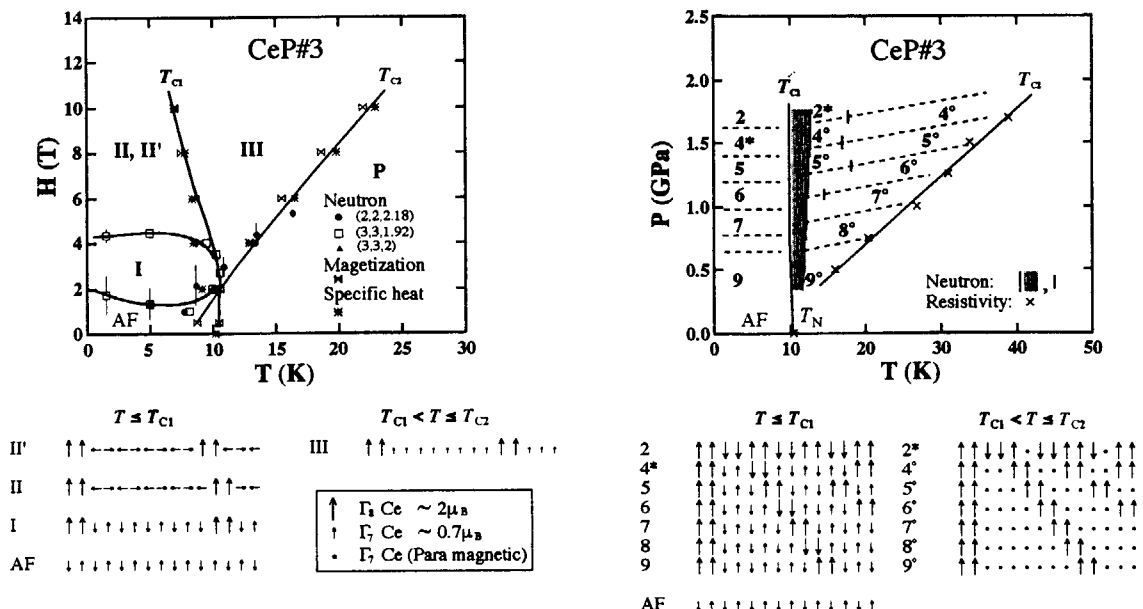 CeP#3
H (T)
14
12
10
8
6
4
2
0
T_C1
T_C2
II, II'
III
P
I
AF
Neutron
(2,2,2.18)
(3,3,1.92)
(3,3,2)
Magetization
Specific heat
0 5 10 15 20 25 30
T (K)
CeP#3
P (GPa)
2.5
2.0
1.5
1.0
0.5
0.0
T_C1
T_C2
2
4*
5
6
7
9
AF
2*
4°
5°
4°
5°
6°
7°
8°
9°
T_N
Neutron: , I
Resistivity: ×
0 10 20 30 40 50
T (K)
T ≤ T_C1
II'
II
I
AF
T_C1 < T ≤ T_C2
III
Γ₈ Ce ~ 2μ_B
Γ₇ Ce ~ 0.7μ_B
Γ₇ Ce (Para magnetic)
T ≤ T_C1
2
4*
5
6
7
8
9
AF
T_C1 < T ≤ T_C2
2*
4°
5°
6°
7°
8°
9°